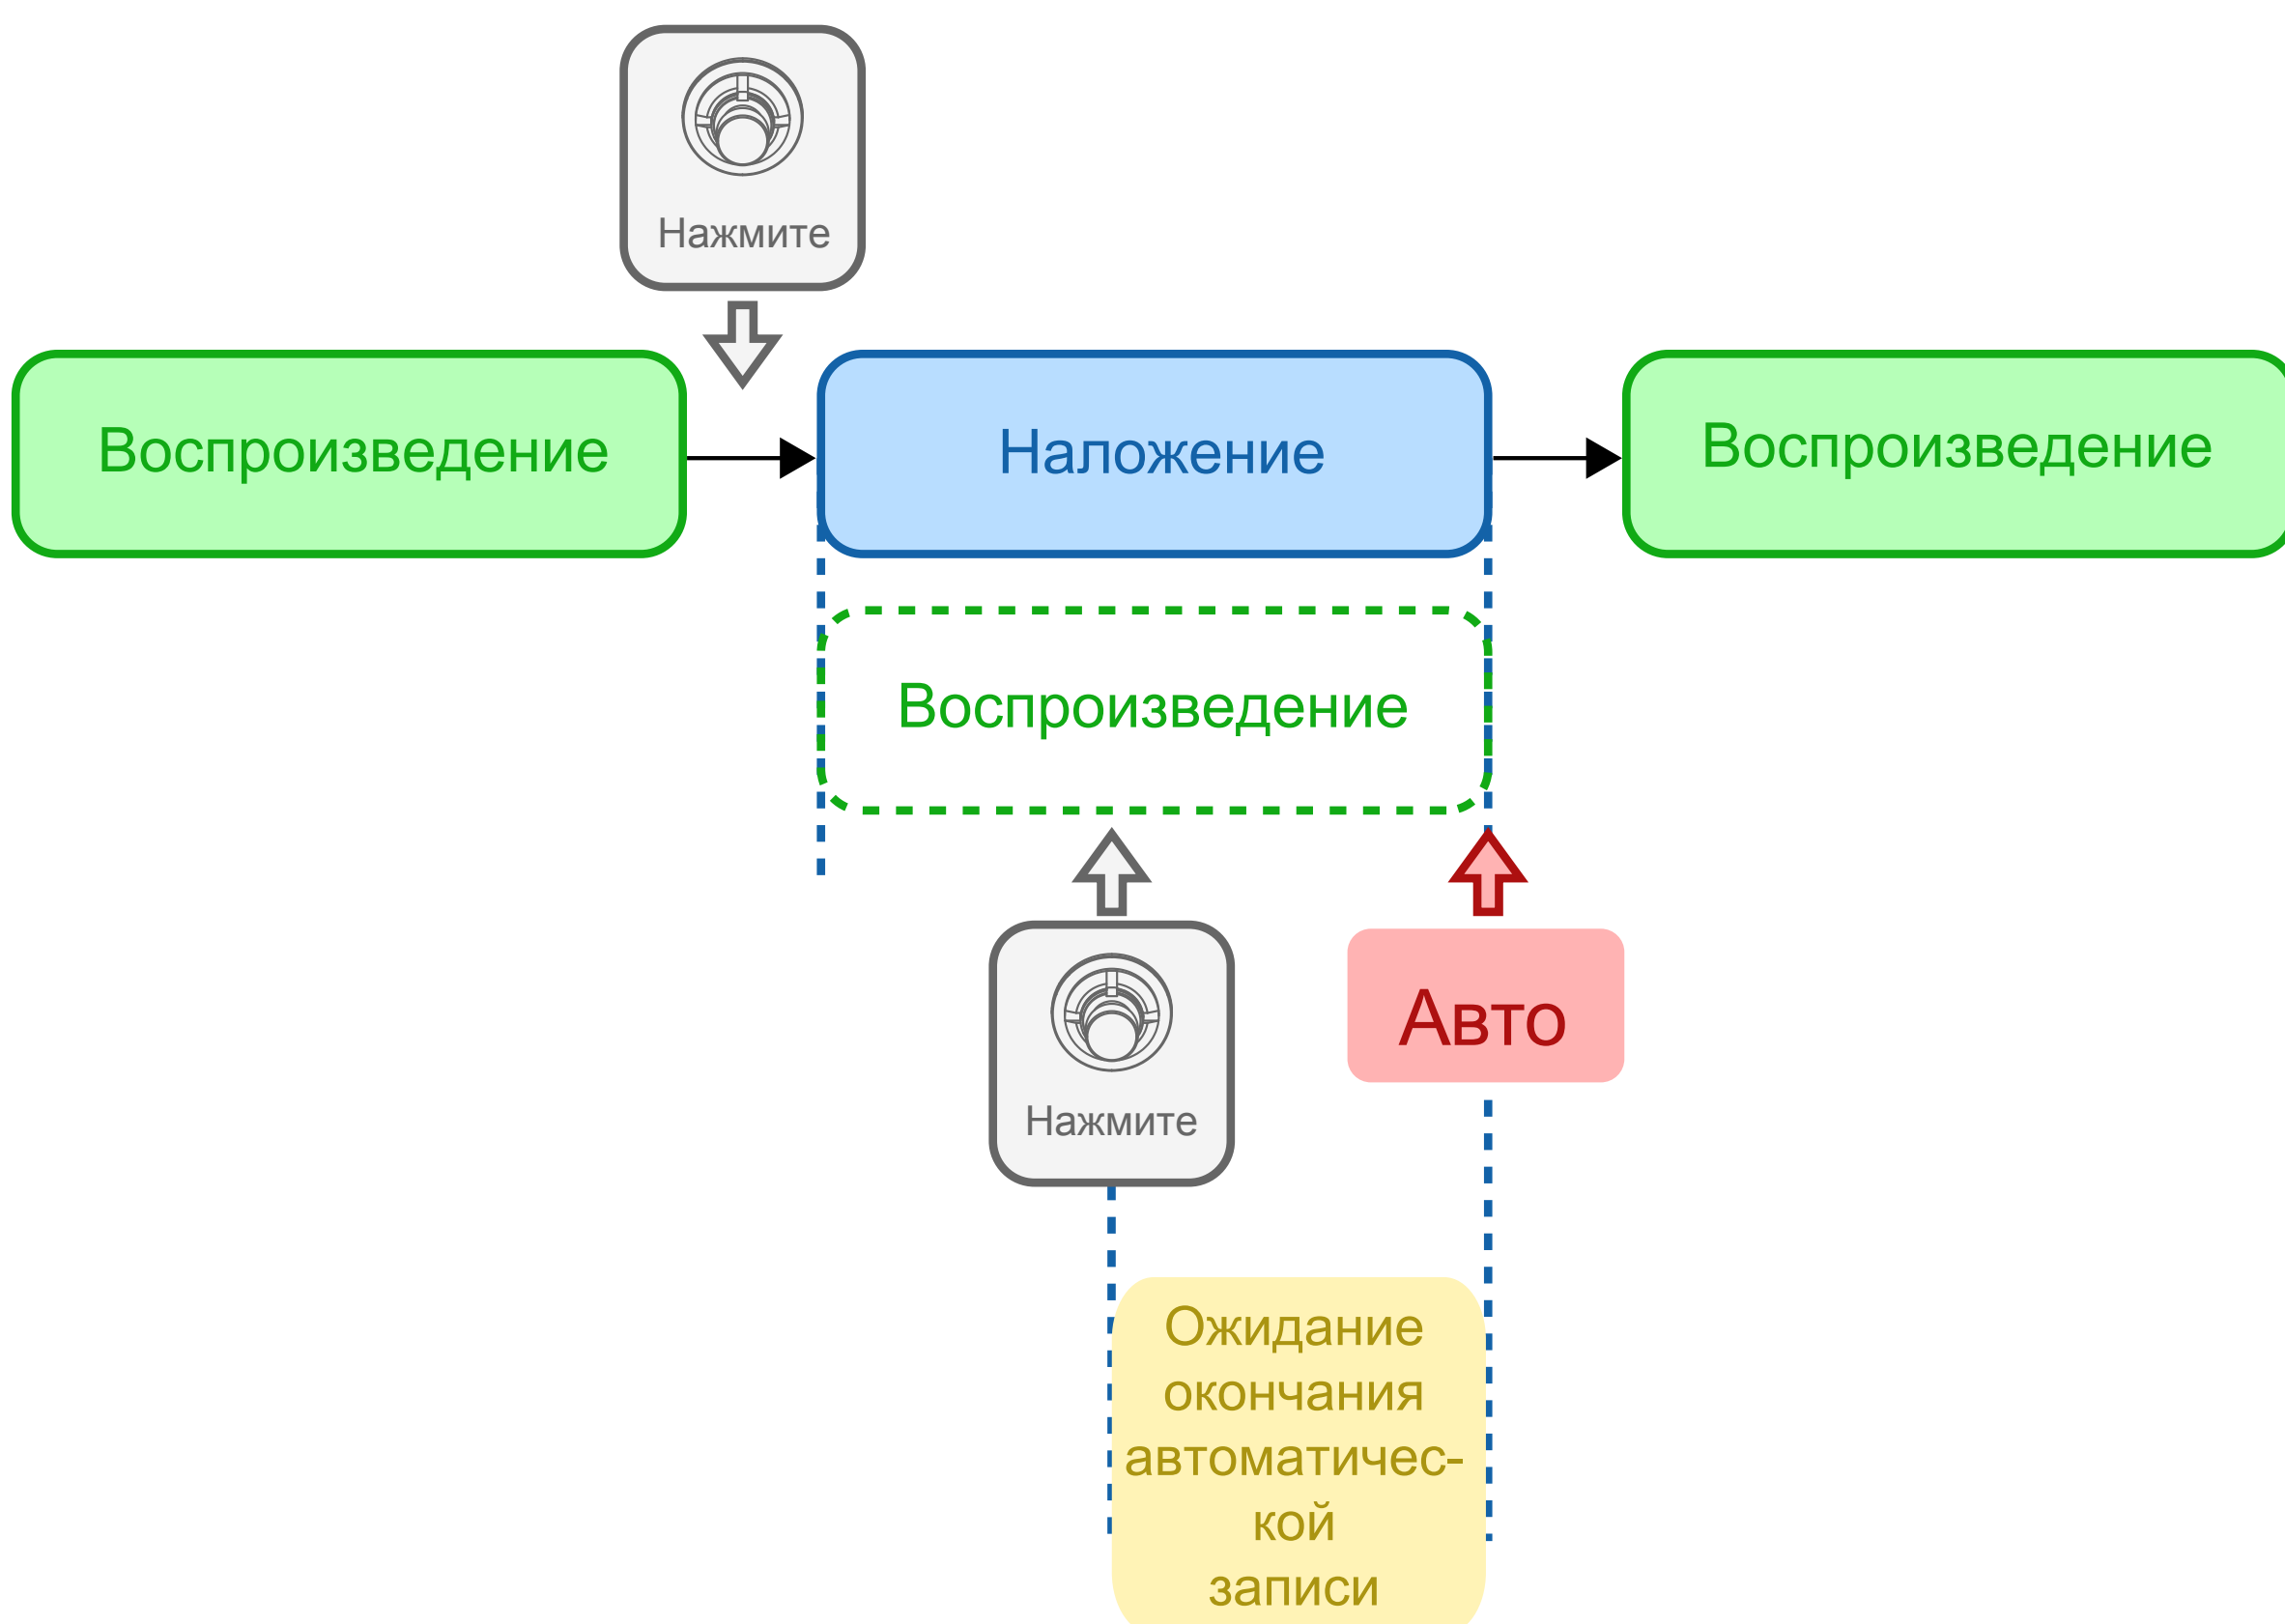 Нажмите
Воспроизведение
Наложение
Воспроизведение
Воспроизведение
Нажмите
Авто
Ожидание
окончания
автоматичес-
кой
записи